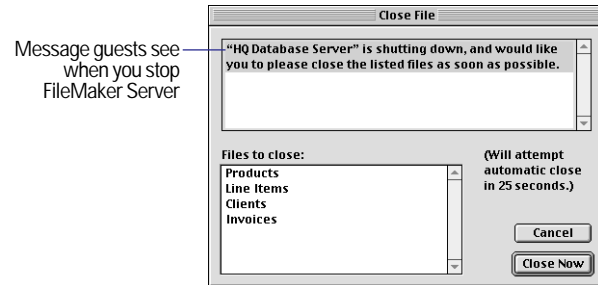 Close File
Message guests see
when you stop
FileMaker Server
“HQ Database Server” is shutting down, and would like
you to please close the listed files as soon as possible.
Files to close:
Products
Line Items
Clients
Invoices
(Will attempt
automatic close
in 25 seconds.)
Cancel
Close Now